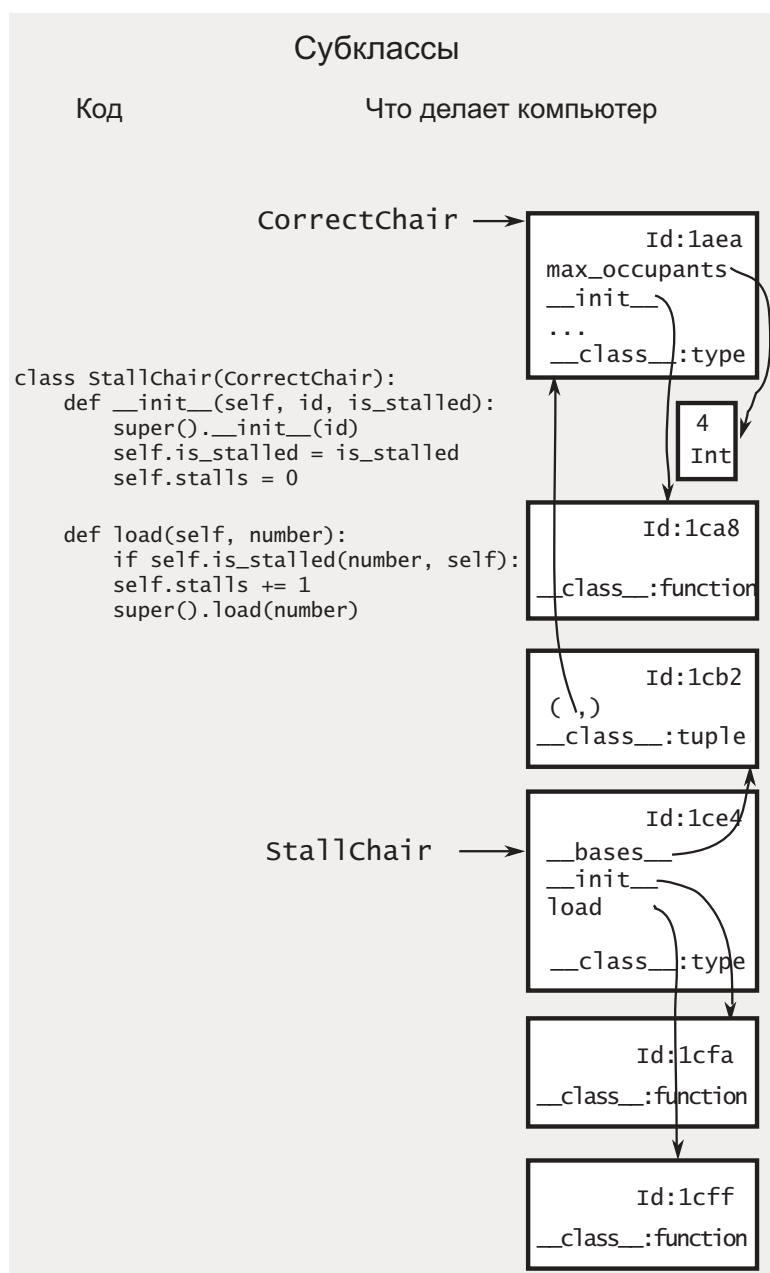 Субклассы
Код
Что делает компьютер
CorrectChair
Id:1aea
max_occupants
__init__
...
__class__:type
class StallChair(CorrectChair):
    def __init__(self, id, is_stalled):
        super().__init__(id)
        self.is_stalled = is_stalled
        self.stalls = 0
    def load(self, number):
        if self.is_stalled(number, self):
        self.stalls += 1
        super().load(number)
4
Int
Id:1ca8
__class__:function
Id:1cb2
( ,)
__class__:tuple
StallChair
Id:1ce4
__bases__
__init__
load
__class__:type
Id:1cfa
__class__:function
Id:1cff
__class__:function